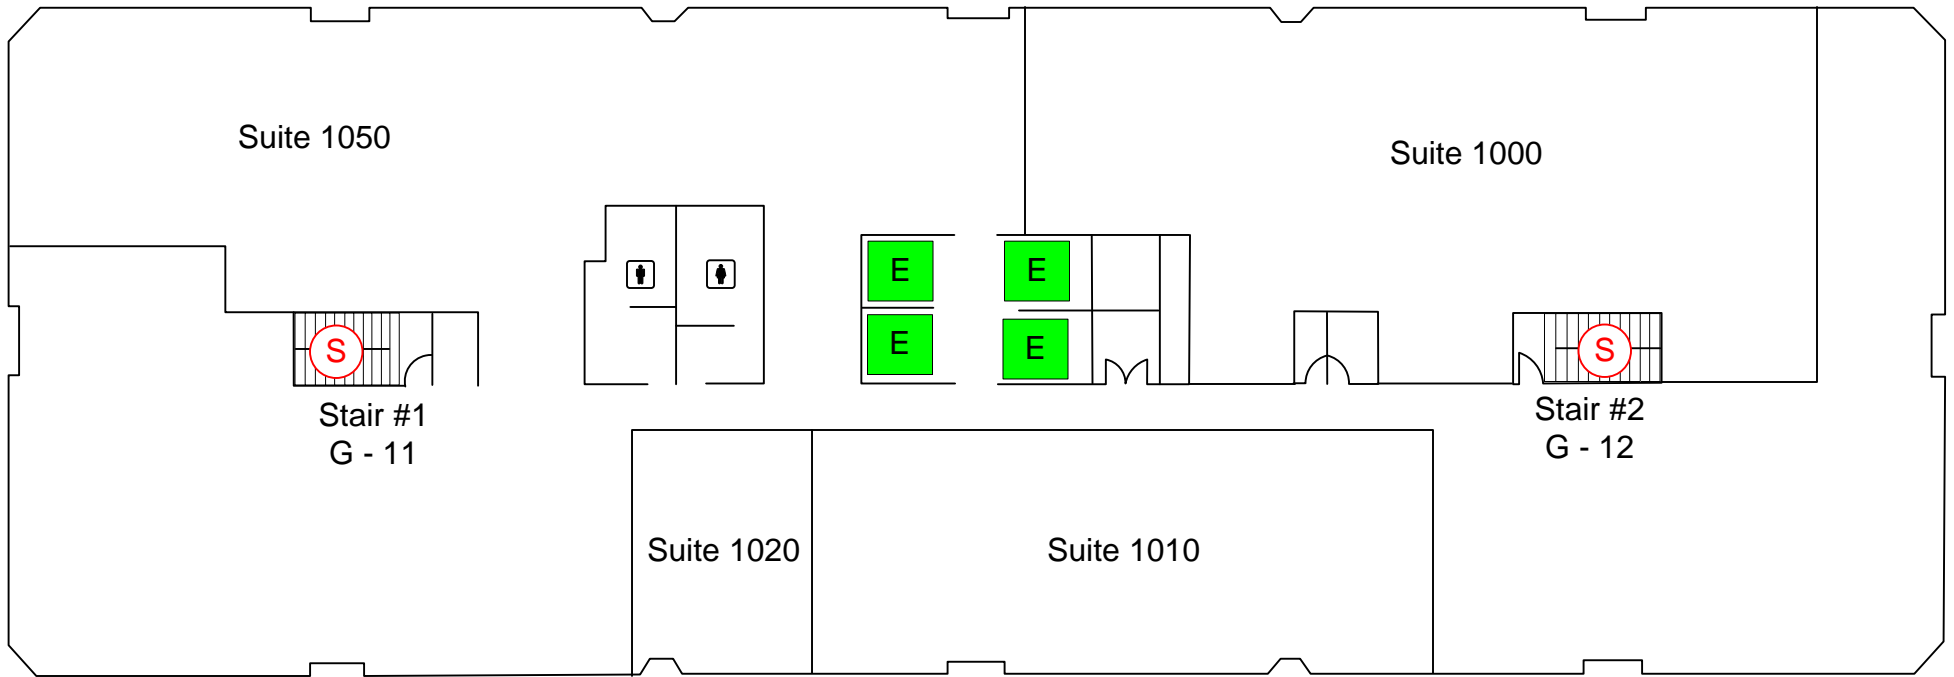 Suite 1050
Suite 1000
E
E
E
E
S
S
Stair #1
G - 11
Stair #2
G - 12
Suite 1020
Suite 1010